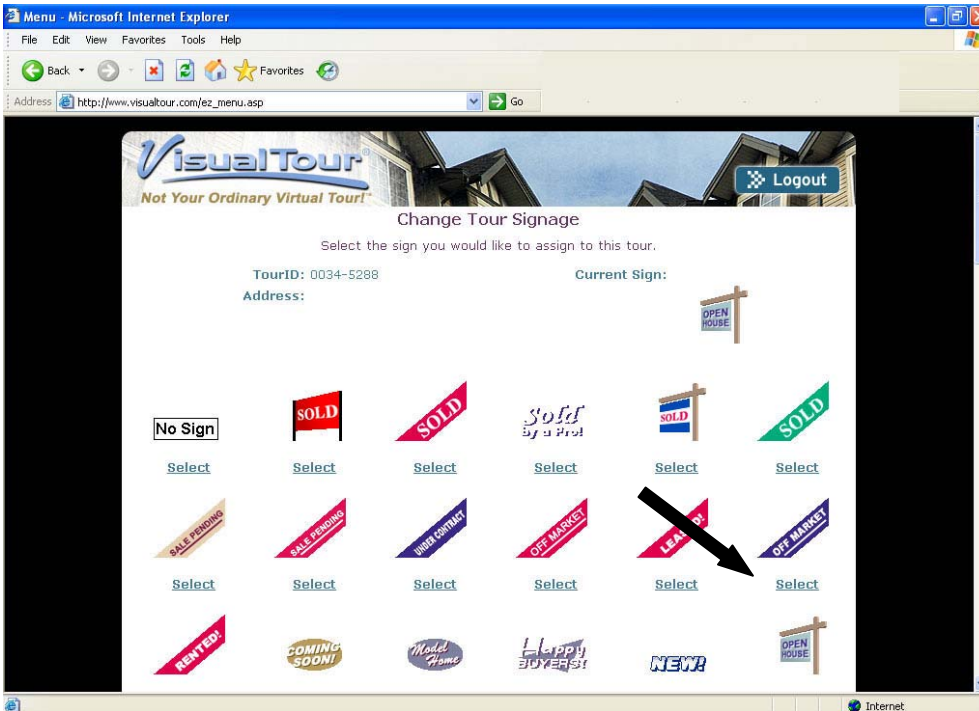 Menu - Microsoft Internet Explorer
File Edit View Favorites Tools Help
Back Favorites
Address http://www.visualtour.com/ez_menu.asp Go
VisualTour®
Not Your Ordinary Virtual Tour!
Logout
Change Tour Signage
Select the sign you would like to assign to this tour.
TourID: 0034-5288 Current Sign:
Address:
OPEN
HOUSE
No Sign SOLD SOLD Sold SOLD SOLD
by a Pro!
Select Select Select Select Select Select
SALE PENDING SALE PENDING UNDER CONTRACT OFF MARKET OFF MARKET
Select Select Select Select Select Select
RENTED! COMING SOON! Model Home Happy BUYERS! NEW! OPEN HOUSE
Internet